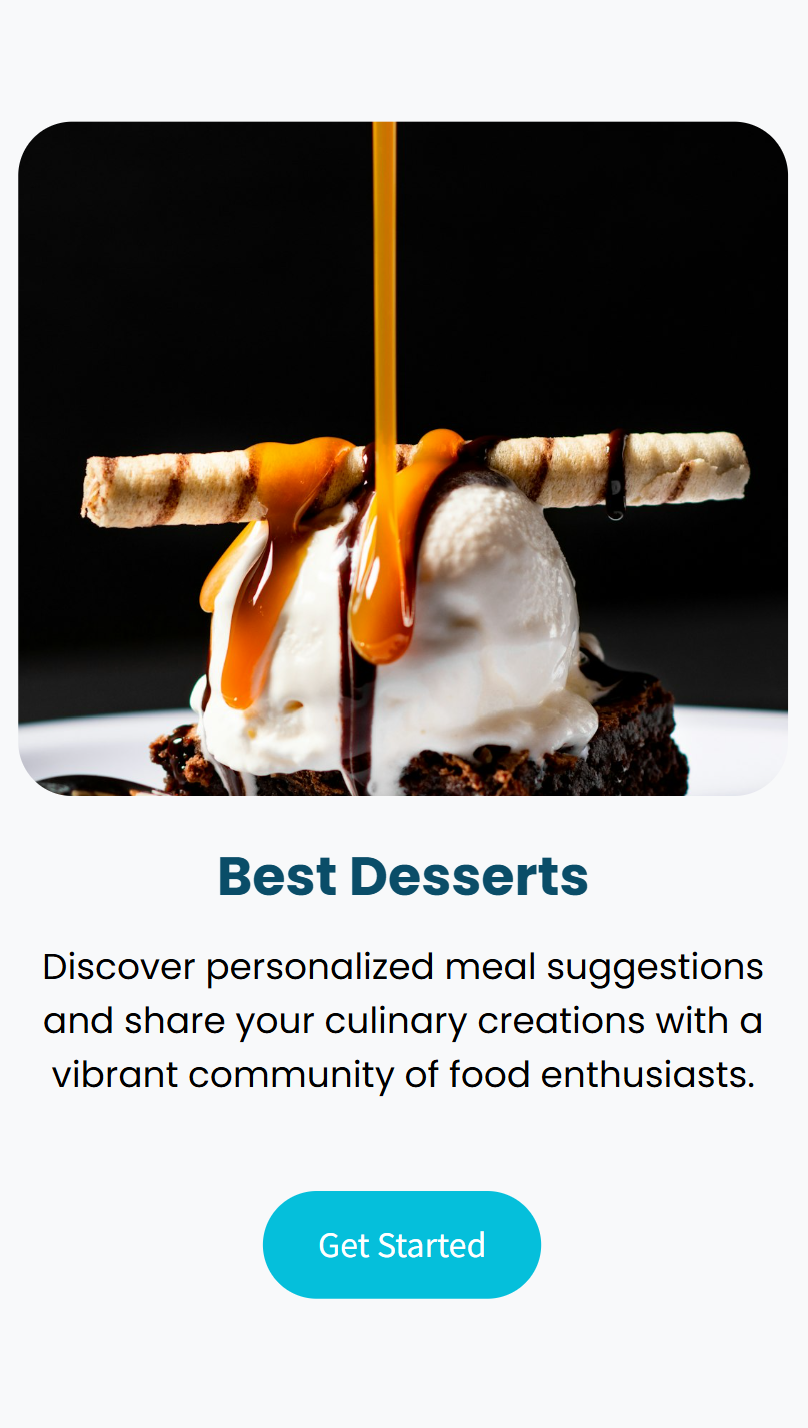 Best Desserts
Discover personalized meal suggestions
and share your culinary creations with a
vibrant community of food enthusiasts.
Get Started